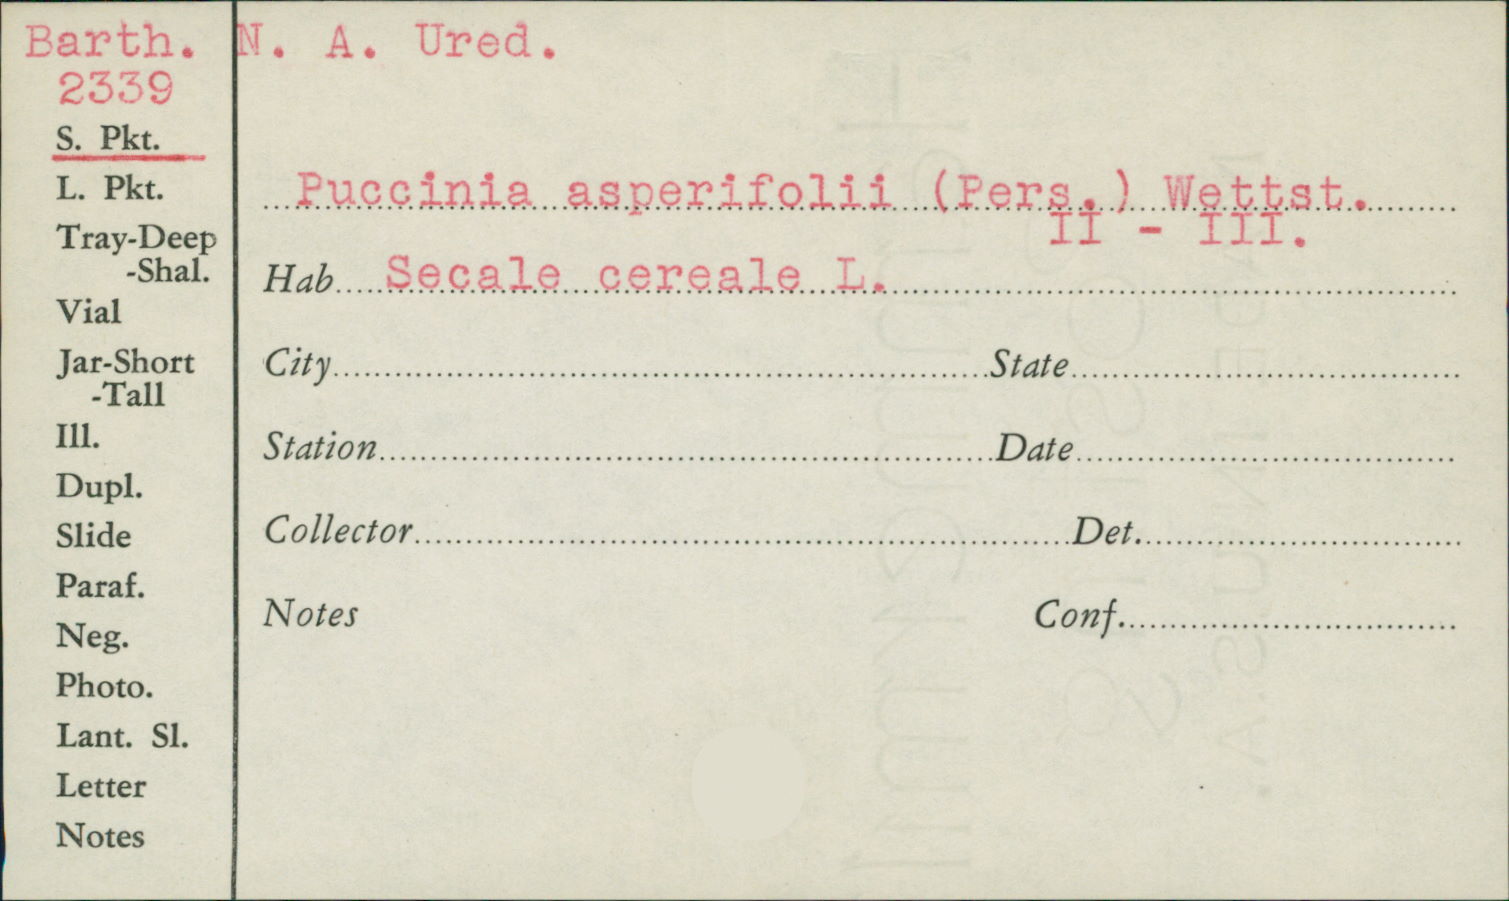 Barth. N. A. Ured.
2339
S. Pkt.
L. Pkt.
Tray-Deep
-Shal.
Vial
Jar-Short
-Tall
Ill.
Dupl.
Slide
Paraf.
Neg.
Photo.
Lant. Sl.
Letter
Notes
Puccinia asperifolii (Pers.) Wettst.
II - III.
Hab Secale cereale L.
City State
Station Date
Collector Det.
Notes Conf.